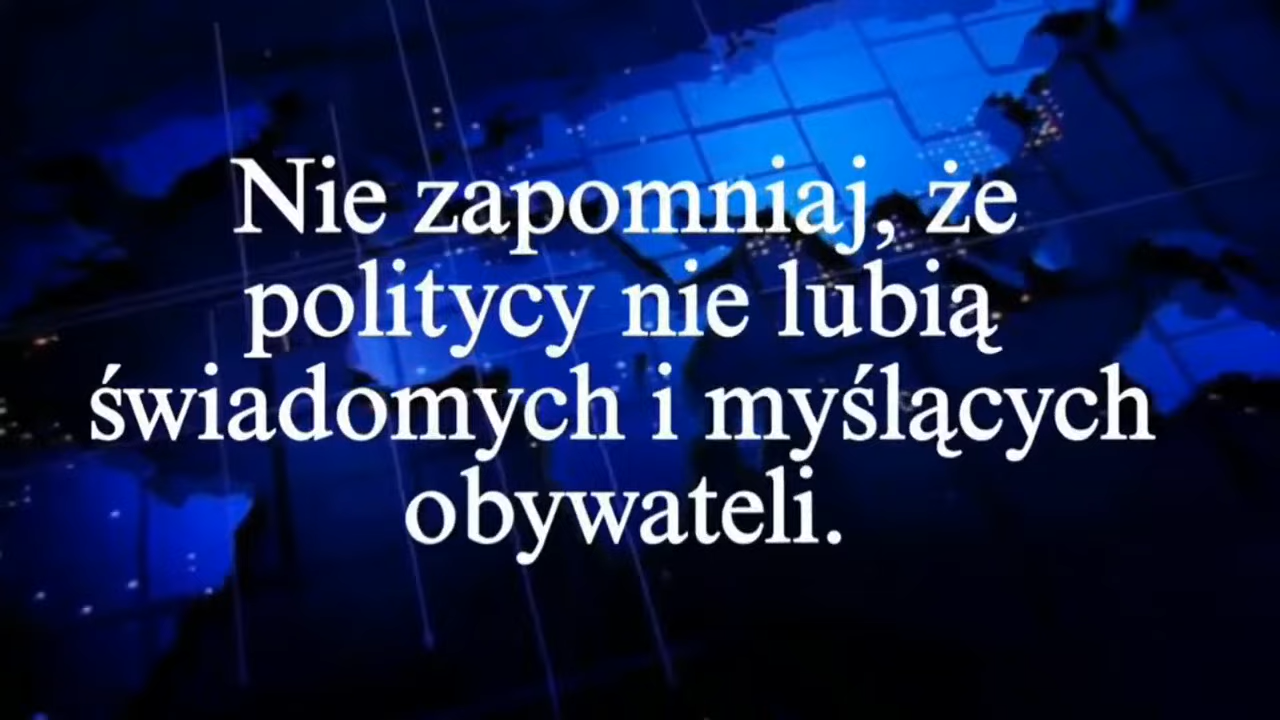 Nie zapomniaj, że
politycy nie lubią
świadomych i myślących
obywateli.